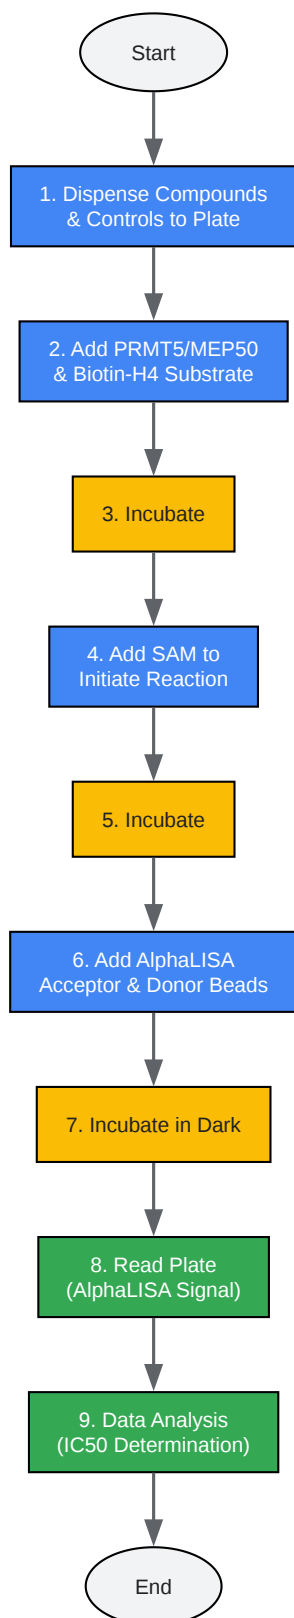 Start
1. Dispense Compounds
& Controls to Plate
2. Add PRMT5/MEP50
& Biotin-H4 Substrate
3. Incubate
4. Add SAM to
Initiate Reaction
5. Incubate
6. Add AlphaLISA
Acceptor & Donor Beads
7. Incubate in Dark
8. Read Plate
(AlphaLISA Signal)
9. Data Analysis
(IC50 Determination)
End